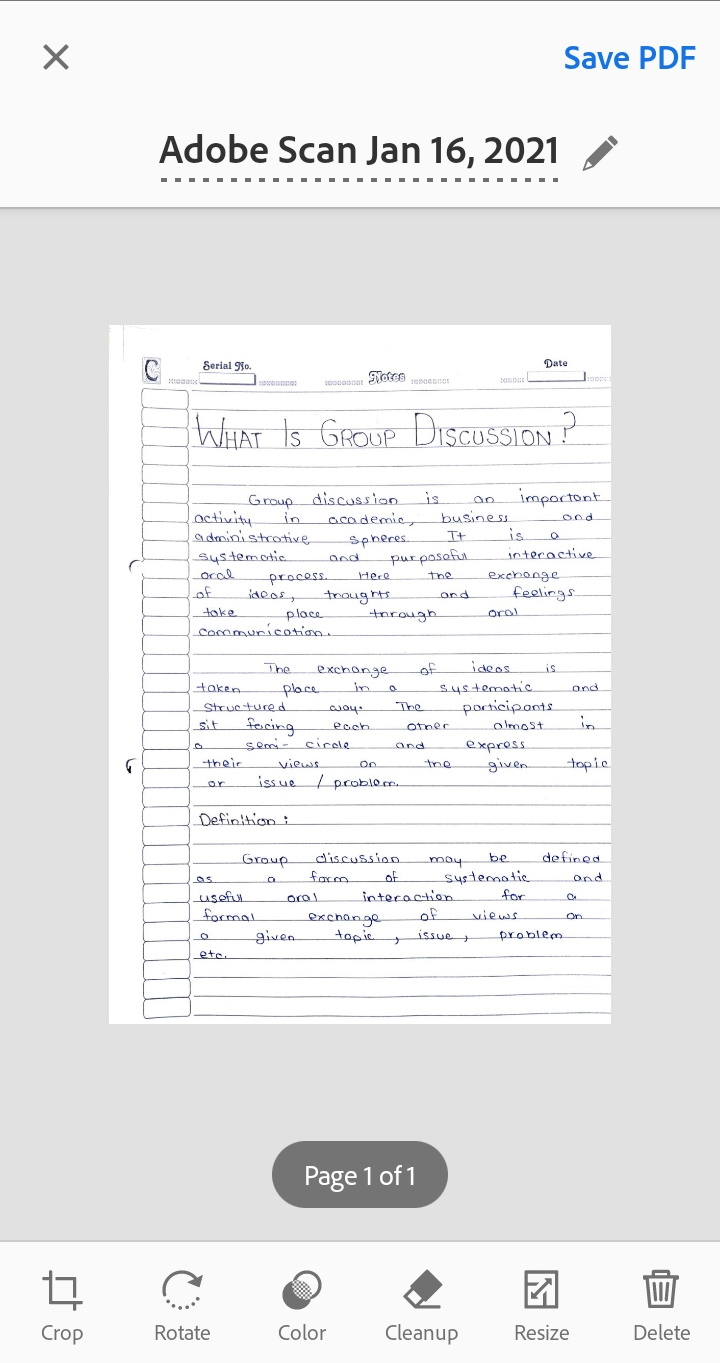 Save PDF
Adobe Scan Jan 16, 2021
C
Serial No.
Notes
Date
WHAT IS GROUP DISCUSSION?
Group discussion is an important
activity in academic, business and
administrative spheres. It is a
systematic and purposeful interactive
oral process. Here the exchange
of ideas, thoughts and feelings
take place through oral
communication.
The exchange of ideas is
taken place in a systematic and
structured way. The participants
sit facing each other almost in
a semi-circle and express
their views on the given topic
or issue / problem.
Definition :
Group discussion may be defined
as a form of systematic and
useful oral interaction for a
formal exchange of views on
a given topic, issue, problem
etc.
Page 1 of 1
Crop Rotate Color Cleanup Resize Delete